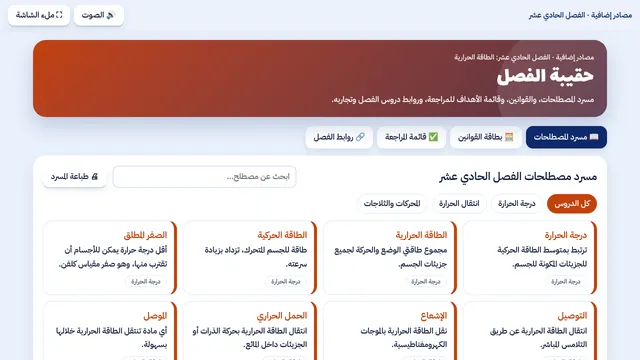 مصادر إضافية - الفصل الحادي عشر
الصوت
ملء الشاشة
مصادر إضافية - الفصل الحادي عشر: الطاقة الحرارية
حقيبة الفصل
مسرد المصطلحات، والقوانين، وقائمة الأهداف للمراجعة، وروابط دروس الفصل وتجاربه.
مسرد المصطلحات
بطاقة القوانين
قائمة المراجعة
روابط الفصل
مسرد مصطلحات الفصل الحادي عشر
ابحث عن مصطلح...
طباعة المسرد
كل الدروس
درجة الحرارة
انتقال الحرارة
المحركات والثلاجات
درجة الحرارة
ترتبط بمتوسط الطاقة الحركية
للجزيئات المكونة للجسم.
درجة الحرارة
الطاقة الحرارية
مجموع طاقتي الوضع والحركة لجميع
جزيئات الجسم.
درجة الحرارة
الطاقة الحركية
طاقة للجسم المتحرك، تزداد بزيادة
سرعته.
درجة الحرارة
الصفر المطلق
أقل درجة حرارة يمكن للأجسام أن
تقترب منها، وهو صفر مقياس كلفن.
درجة الحرارة
التوصيل
انتقال الطاقة الحرارية عن طريق
التلامس المباشر.
الإشعاع
نقل الطاقة الحرارية بالموجات
الكهرومغناطيسية.
الحمل الحراري
انتقال الطاقة الحرارية بحركة الذرات أو
الجزيئات داخل المائع.
الموصل
أي مادة تنتقل الطاقة الحرارية خلالها
بسهولة.